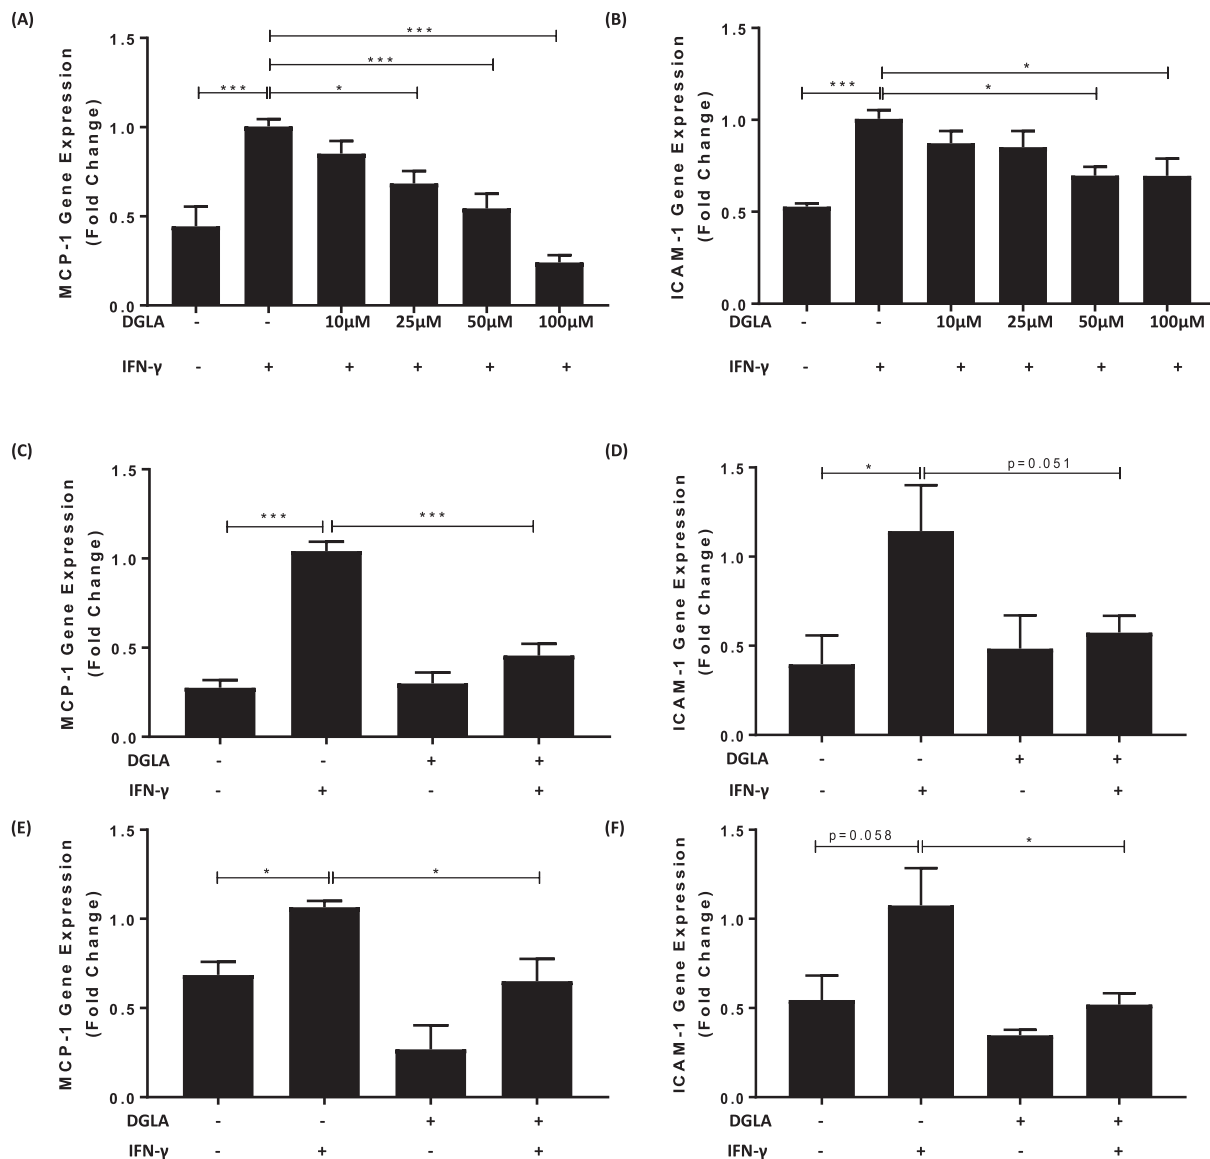 (A)
MCP-1 Gene Expression
(Fold Change)
1.5
1.0
0.5
0.0
***
***
***
*
DGLA - - 10µM 25µM 50µM 100µM
IFN-γ - + + + + +
(B)
ICAM-1 Gene Expression
(Fold Change)
1.5
1.0
0.5
0.0
*
***
*
DGLA - - 10µM 25µM 50µM 100µM
IFN-γ - + + + + +
(C)
MCP-1 Gene Expression
(Fold Change)
1.5
1.0
0.5
0.0
***
***
DGLA - - + +
IFN-γ - + - +
(D)
ICAM-1 Gene Expression
(Fold Change)
1.5
1.0
0.5
0.0
*
p=0.051
DGLA - - + +
IFN-γ - + - +
(E)
MCP-1 Gene Expression
(Fold Change)
1.5
1.0
0.5
0.0
*
*
DGLA - - + +
IFN-γ - + - +
(F)
ICAM-1 Gene Expression
(Fold Change)
1.5
1.0
0.5
0.0
p=0.058
*
DGLA - - + +
IFN-γ - + - +